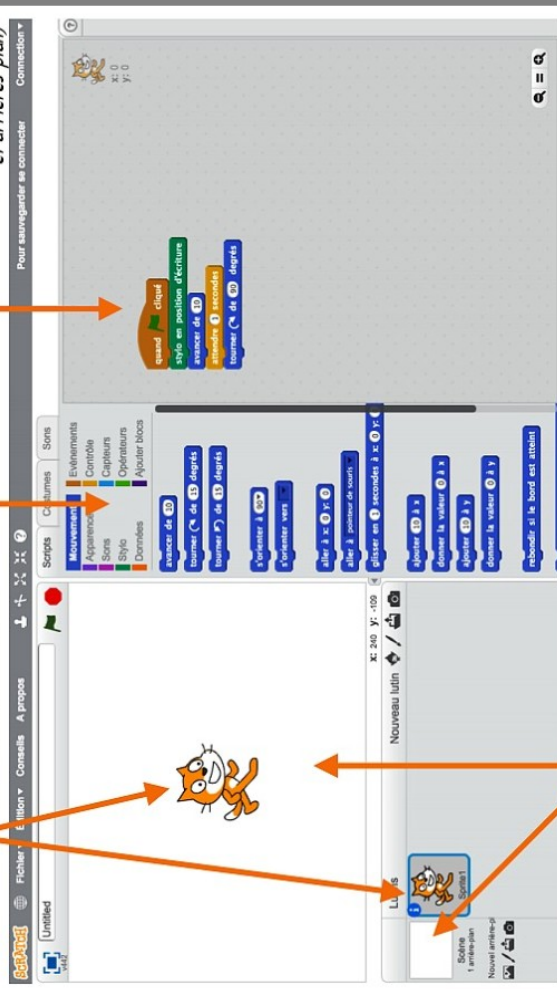 et arrières plan)
SCRATCH Fichier Édition Conseils A propos Pour sauvegarder se connecter Connection
v442
Untitled
Scripts Costumes Sons
Mouvement Evènements
Apparence Contrôle
Sons Capteurs
Stylo Opérateurs
Données Ajouter blocs
avancer de 10
tourner de 15 degrés
tourner de 15 degrés
s'orienter à 90
s'orienter vers
aller à x: 0 y: 0
aller à pointeur de souris
glisser en 1 secondes à x: 0 y:
ajouter 10 à x
donner la valeur 0 à x
ajouter 10 à y
donner la valeur 0 à y
rebondir si le bord est atteint
quand cliqué
stylo en position d'écriture
avancer de 10
attendre 1 secondes
tourner de 90 degrés
x: 0
y: 0
x: 240 y: -109
Nouveau lutin
Sprite1
Scène
1 arrière-plan
Nouvel arrière-pl